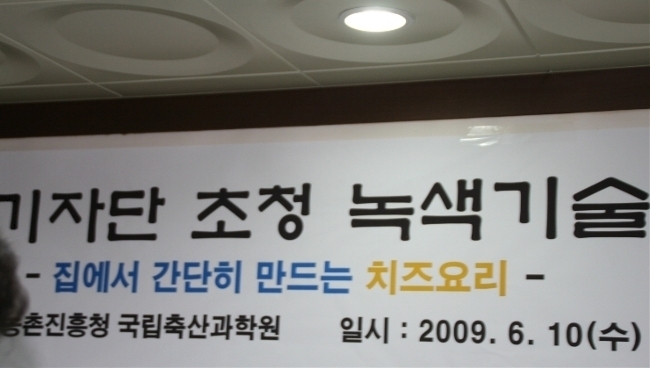 기자단 초청 녹색기술
- 집에서 간단히 만드는 치즈요리 -
농촌진흥청 국립축산과학원 일시 : 2009. 6. 10(수)